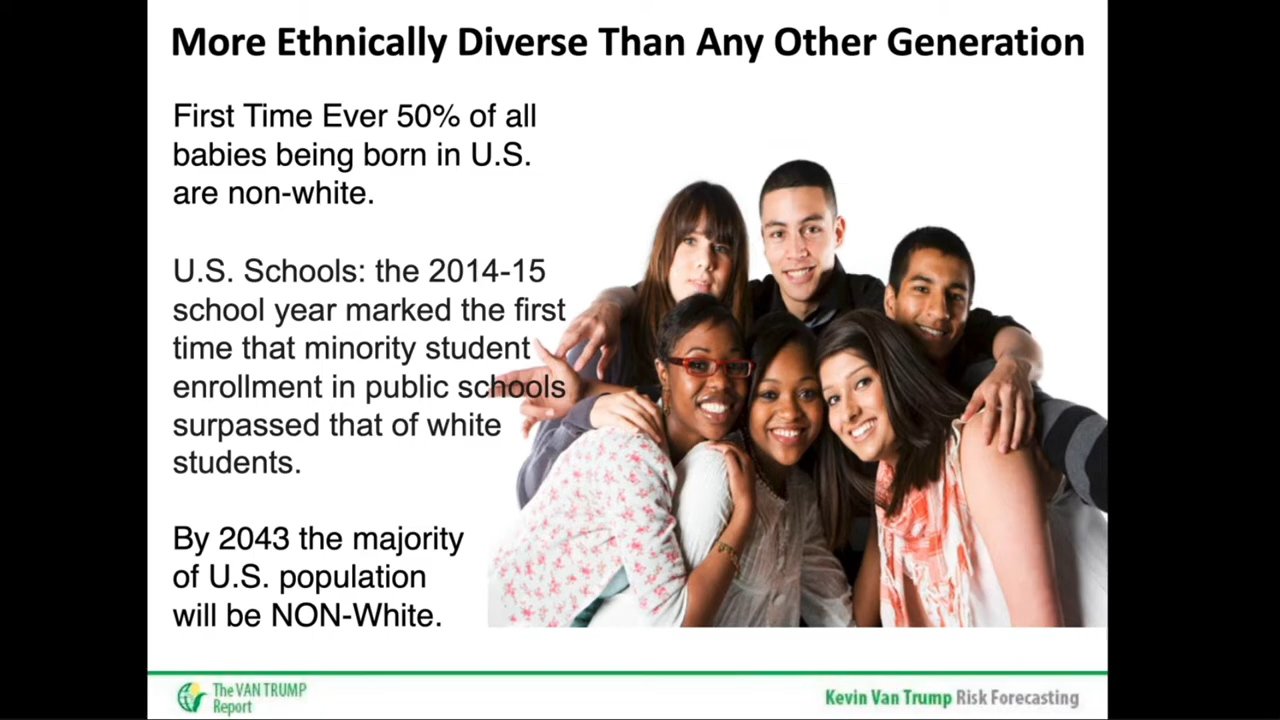 More Ethnically Diverse Than Any Other Generation
First Time Ever 50% of all
babies being born in U.S.
are non-white.
U.S. Schools: the 2014-15
school year marked the first
time that minority student
enrollment in public schools
surpassed that of white
students.
By 2043 the majority
of U.S. population
will be NON-White.
The VAN TRUMP
Report
Kevin Van Trump Risk Forecasting